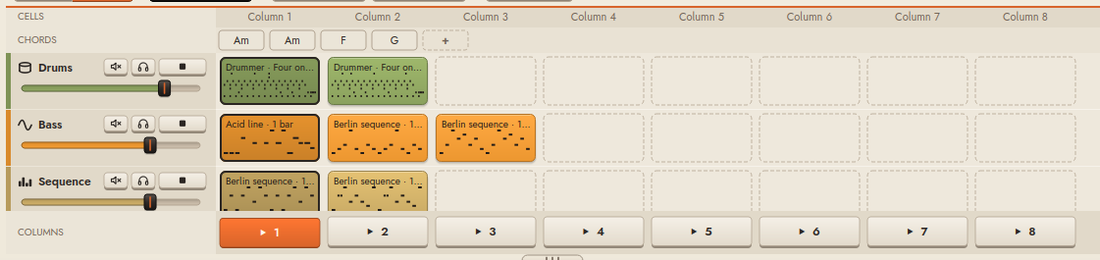 CELLS Column 1 Column 2 Column 3 Column 4 Column 5 Column 6 Column 7 Column 8
CHORDS Am Am F G +
Drums Drummer · Four on... Drummer · Four on...
Bass Acid line · 1 bar Berlin sequence · 1... Berlin sequence · 1...
Sequence Berlin sequence · 1... Berlin sequence · 1...
COLUMNS 1 2 3 4 5 6 7 8